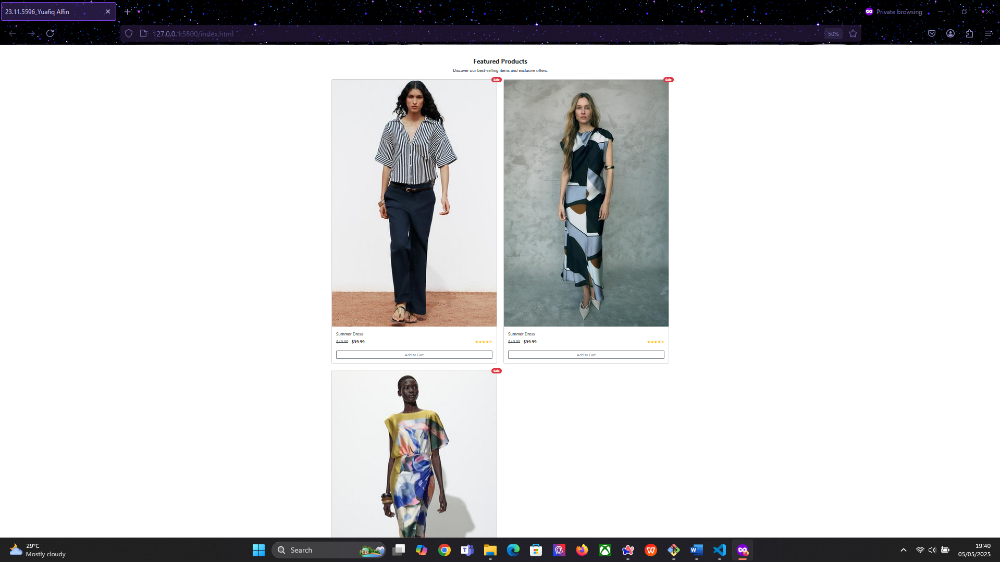 23.11.5596_Yuafiq Alfin
Private browsing
127.0.0.1:5500/index.html
50%
Featured Products
Discover our best-selling items and exclusive offers.
Sale
Sale
Summer Dress
$49.99 $39.99 ★★★★☆
Add to Cart
Summer Dress
$49.99 $39.99 ★★★★☆
Add to Cart
Sale
29°C
Mostly cloudy
Search
19:40
05/05/2025